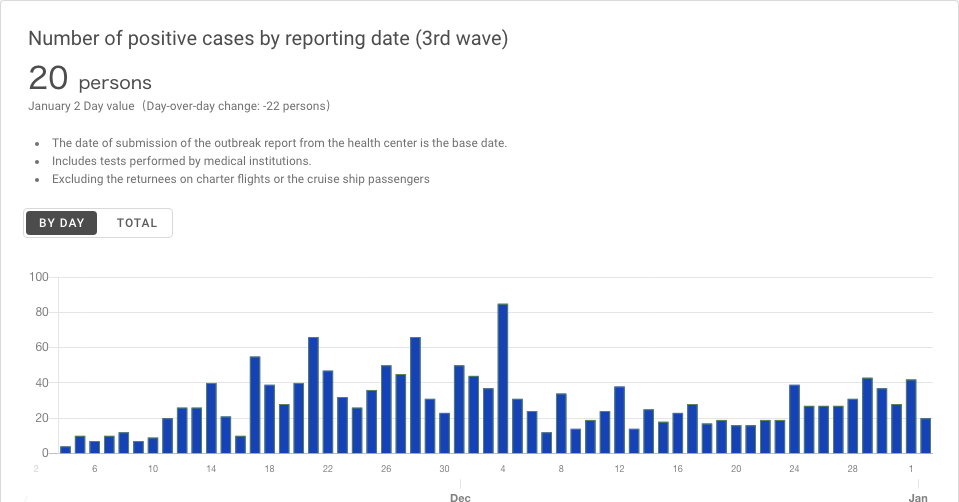 Number of positive cases by reporting date (3rd wave)
20 persons
January 2 Day value（Day-over-day change: -22 persons）
• The date of submission of the outbreak report from the health center is the base date.
• Includes tests performed by medical institutions.
• Excluding the returnees on charter flights or the cruise ship passengers
BY DAY TOTAL
100
80
60
40
20
0
2 6 10 14 18 22 26 30 4 8 12 16 20 24 28 1
Dec Jan